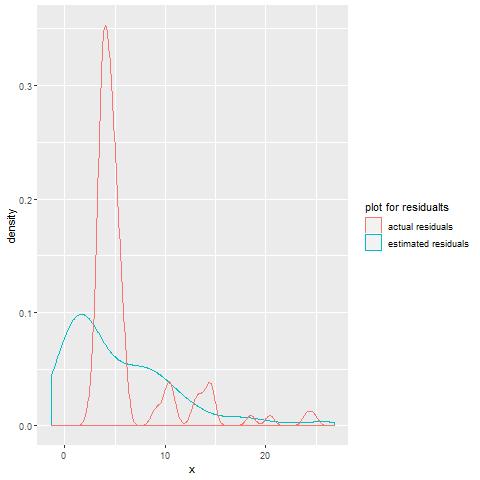 0.3
0.2
0.1
0.0
density
0
10
20
x
plot for residualts
actual residuals
estimated residuals